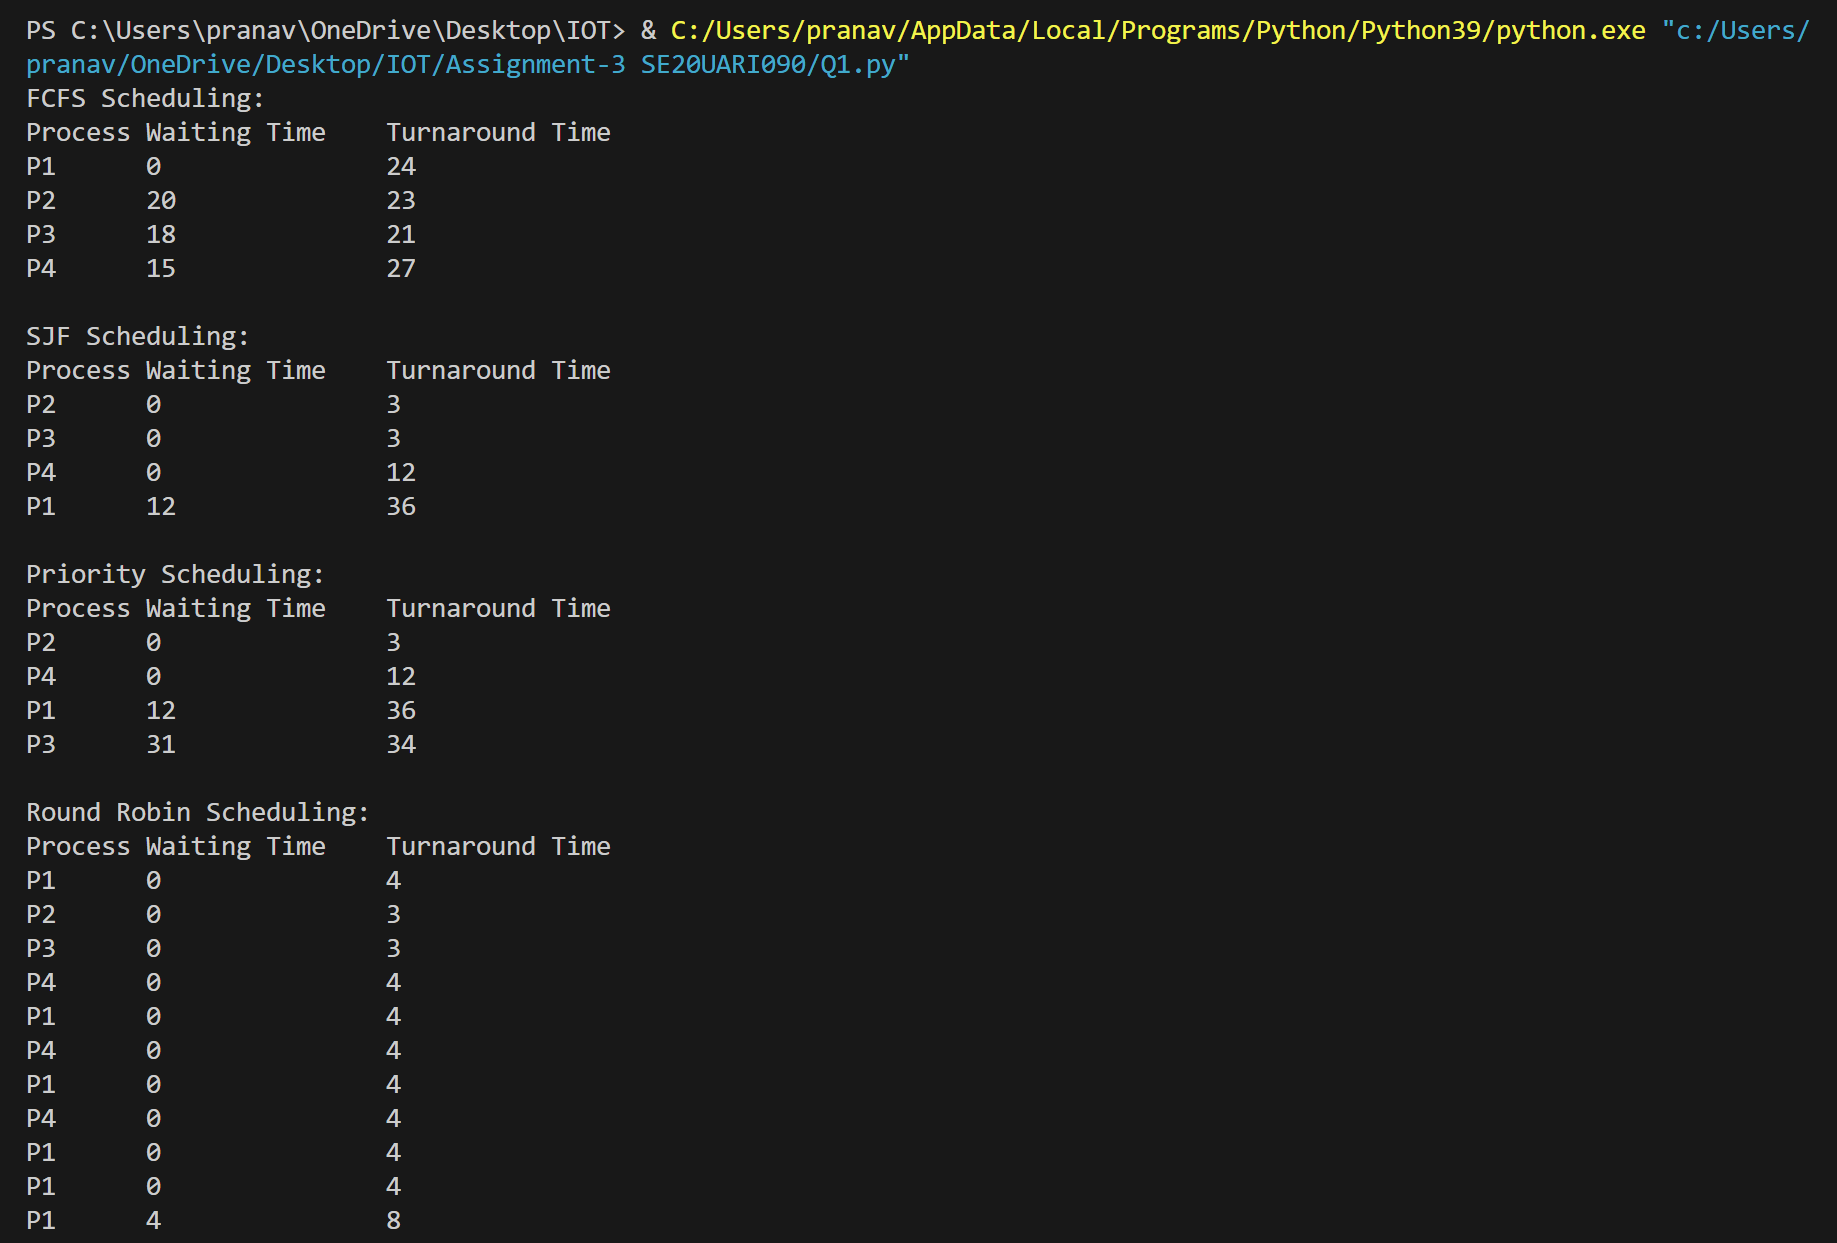 PS C:\Users\pranav\OneDrive\Desktop\IOT> & C:/Users/pranav/AppData/Local/Programs/Python/Python39/python.exe "c:/Users/
pranav/OneDrive/Desktop/IOT/Assignment-3 SE20UARI090/Q1.py"
FCFS Scheduling:
Process Waiting Time    Turnaround Time
P1      0               24
P2      20              23
P3      18              21
P4      15              27

SJF Scheduling:
Process Waiting Time    Turnaround Time
P2      0               3
P3      0               3
P4      0               12
P1      12              36

Priority Scheduling:
Process Waiting Time    Turnaround Time
P2      0               3
P4      0               12
P1      12              36
P3      31              34

Round Robin Scheduling:
Process Waiting Time    Turnaround Time
P1      0               4
P2      0               3
P3      0               3
P4      0               4
P1      0               4
P4      0               4
P1      0               4
P4      0               4
P1      0               4
P1      0               4
P1      4               8